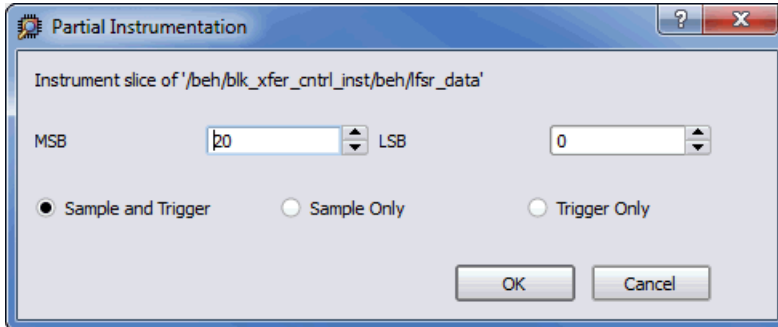 Partial Instrumentation ? X
Instrument slice of '/beh/blk_xfer_cntrl_inst/beh/lfsr_data'
MSB 20 LSB 0
Sample and Trigger Sample Only Trigger Only
OK Cancel